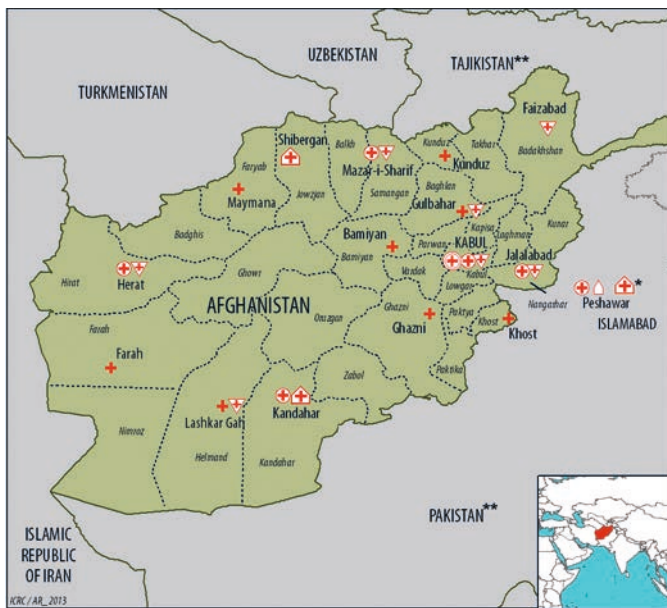 UZBEKISTAN
TAJIKISTAN**
TURKMENISTAN
Faizabad
Badakhshan
Shibergan
Balkh
Kunduz
Takhar
Mazar-i-Sharif
Kunduz
Faryab
Jowzjan
Samangan
Baghlan
Maymana
Gulbahar
Badghis
Bamiyan
Parwan
Kapisa
Laghman
Kunar
KABUL
Jalalabad
Hirat
Herat
Ghowr
Bamiyan
Vasdak
Kabul
Lowgar
Nangarhar
Peshawar
*
ISLAMABAD
AFGHANISTAN
Oruzgan
Ghazni
Ghazni
Paktya
Khost
Khost
Farah
Farah
Paktika
Zabol
Lashkar Gah
Kandahar
Nimroz
Helmand
Kandahar
PAKISTAN**
ISLAMIC
REPUBLIC
OF IRAN
ICRC / AR_2013